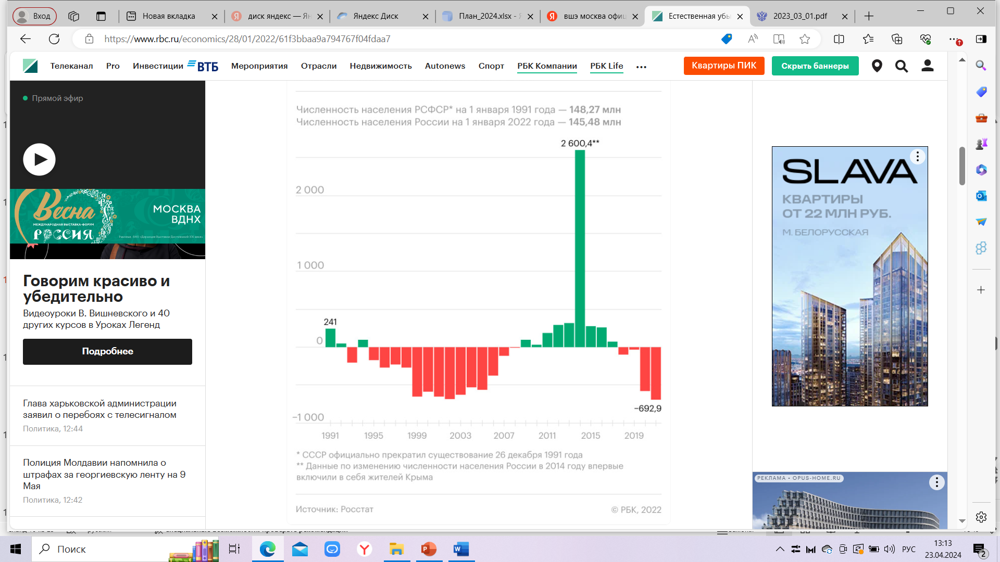 Вход
Новая вкладка
диск яндекс — Ян
Яндекс Диск
План_2024.xlsx - Я
вшэ москва офиц
Естественная убы
2023_03_01.pdf
https://www.rbc.ru/economics/28/01/2022/61f3bbaa9a794767f04fdaa7
Телеканал
Pro
Инвестиции
ВТБ
Мероприятия
Отрасли
Недвижимость
Autonews
Спорт
РБК Компании
РБК Life
Квартиры ПИК
Скрыть баннеры
Прямой эфир
Весна
МЕЖДУНАРОДНАЯ ВЫСТАВКА-ФОРУМ
РОССИЯ
МОСКВА
ВДНХ
Реклама. АНО «Дирекция Выставки Достижений XXI века»
Говорим красиво и
убедительно
Видеоуроки В. Вишневского и 40
других курсов в Уроках Легенд
Подробнее
Глава харьковской администрации
заявил о перебоях с телесигналом
Политика, 12:44
Полиция Молдавии напомнила о
штрафах за георгиевскую ленту на 9
Мая
Политика, 12:42
Численность населения РСФСР* на 1 января 1991 года — 148,27 млн
Численность населения России на 1 января 2022 года — 145,48 млн
2 600,4**
2 000
1 000
241
0
−692,9
−1 000
1991 1995 1999 2003 2007 2011 2015 2019
* СССР официально прекратил существование 26 декабря 1991 года
** Данные по изменению численности населения России в 2014 году впервые
включили в себя жителей Крыма
Источник: Росстат
© РБК, 2022
SLAVA
КВАРТИРЫ
ОТ 22 МЛН РУБ.
М. БЕЛОРУССКАЯ
РЕКЛАМА • OPUS-HOME.RU
Поиск
РУС
13:13
23.04.2024
2